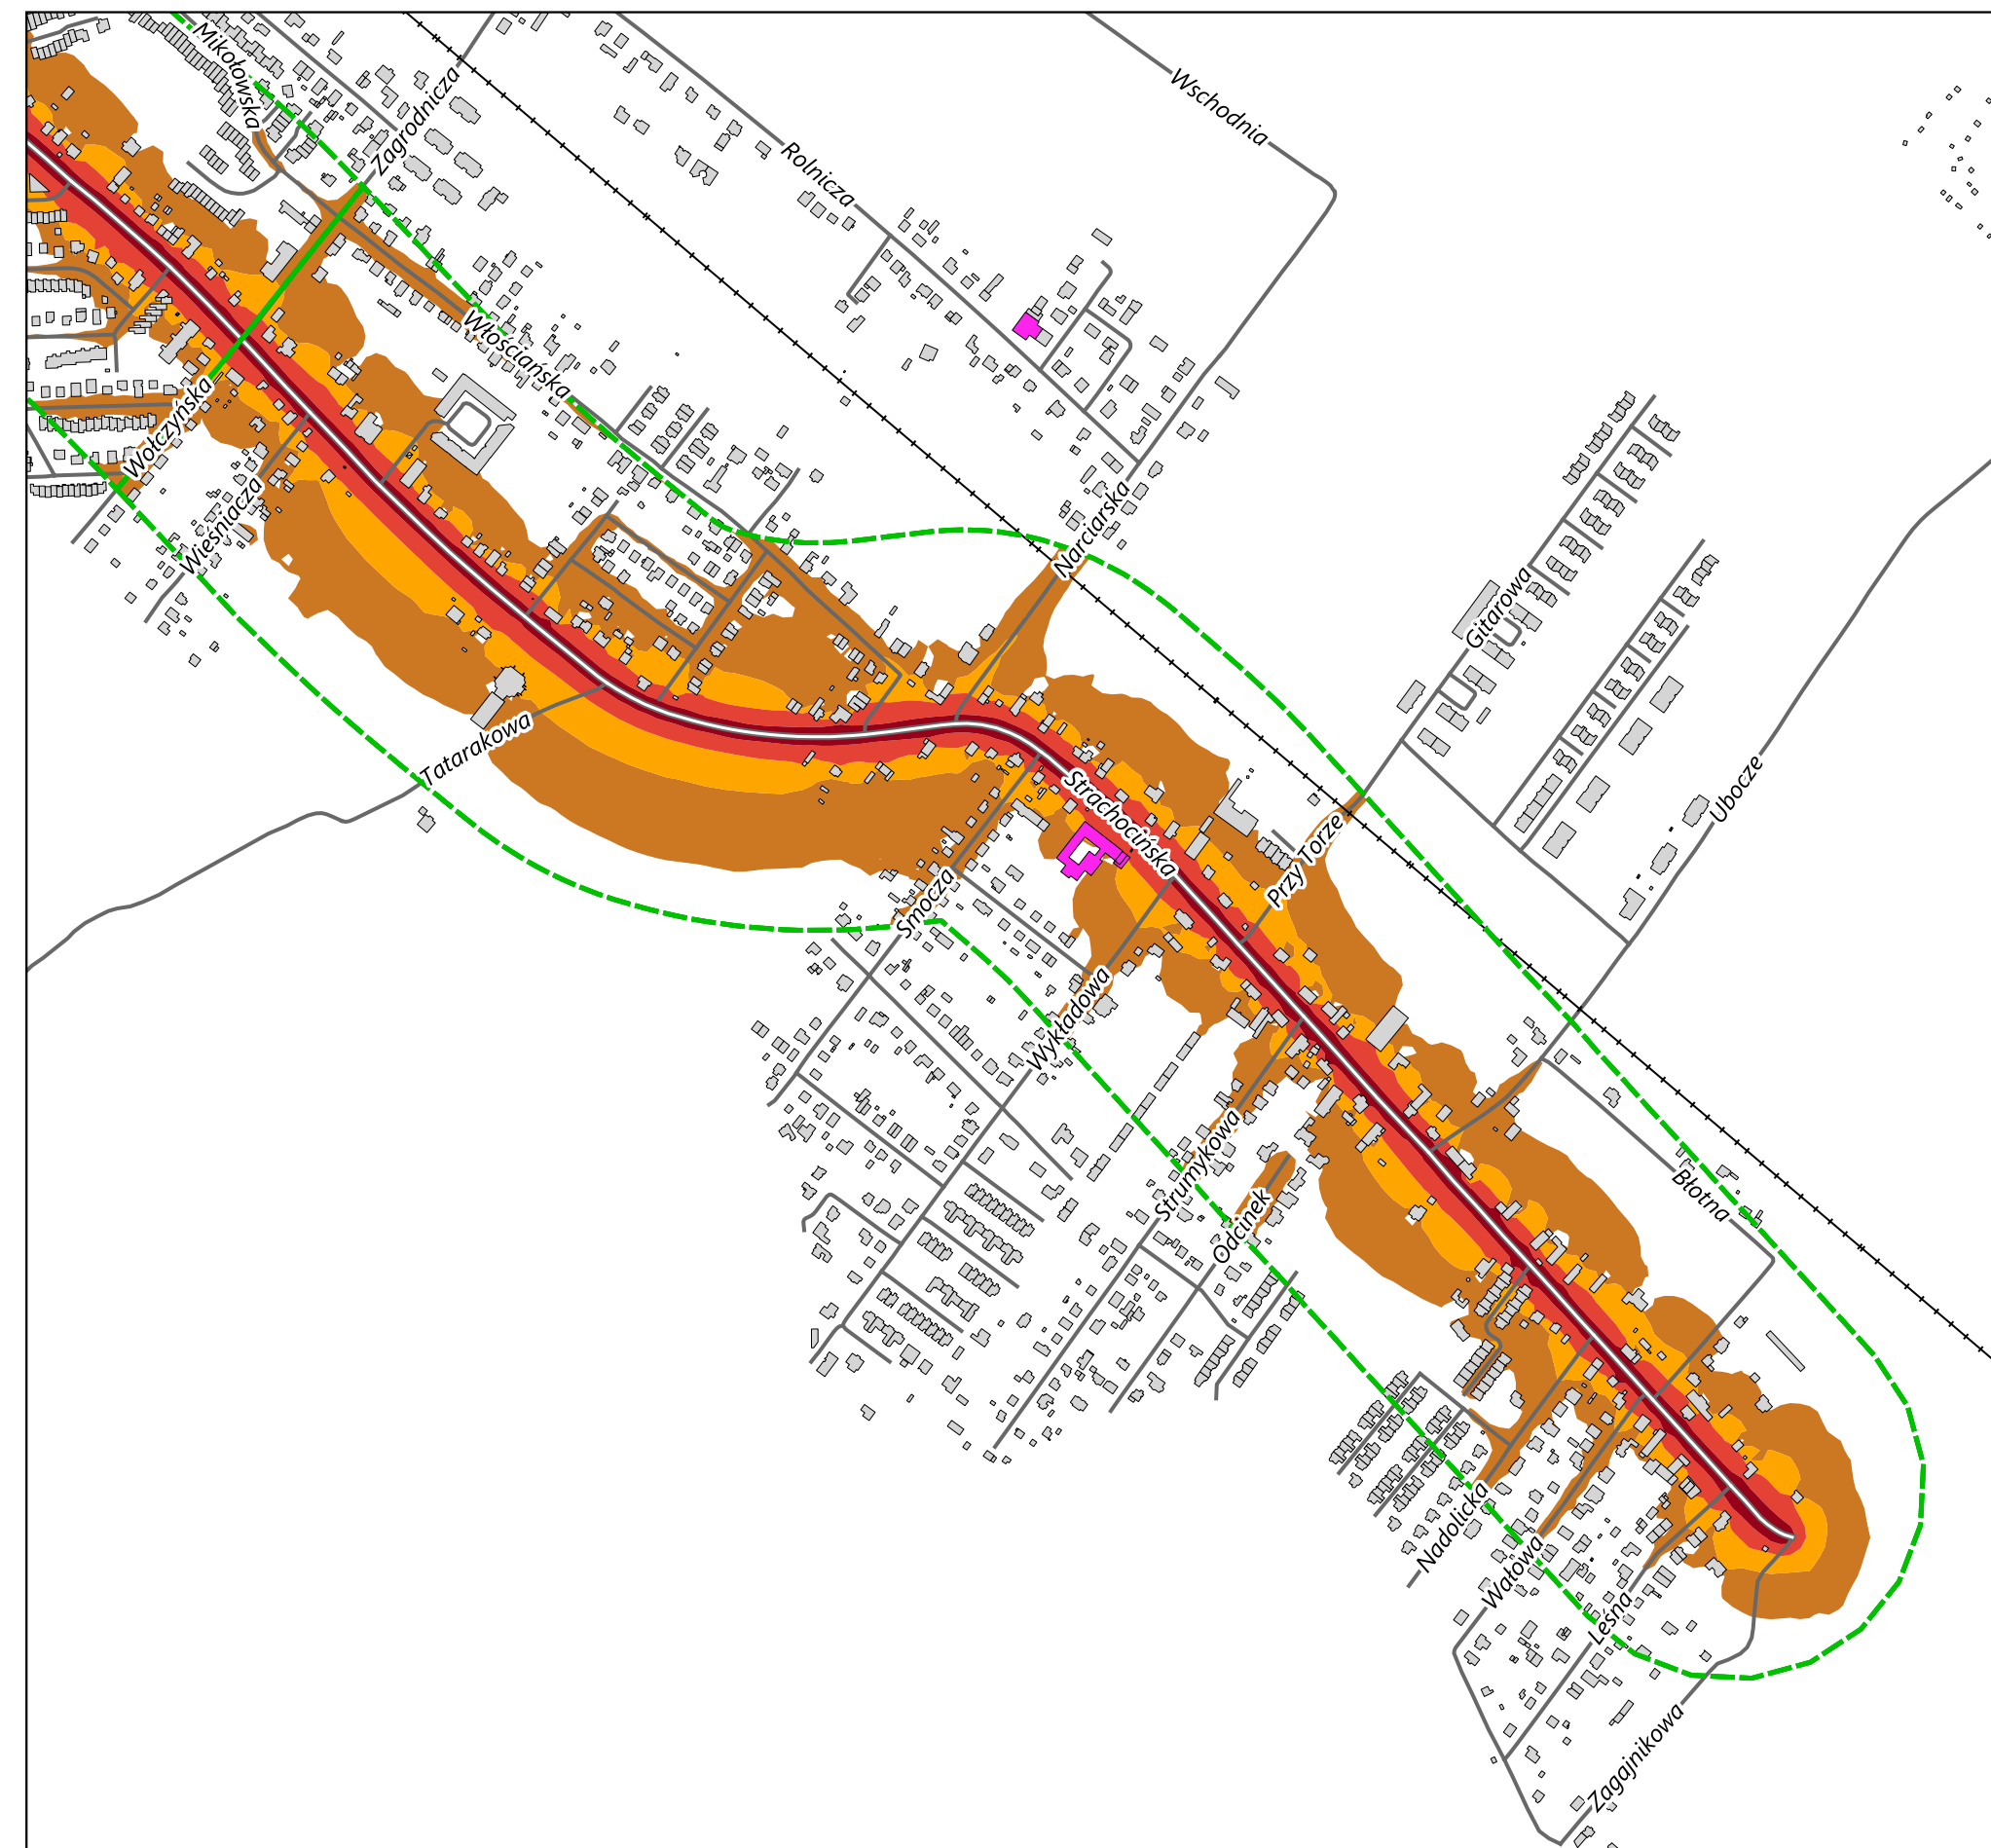 Mikołowska
Zagrodnicza
Wschodnia
Rolnicza
Włościańska
Wołczyńska
Wieśniacza
Narciarska
Gitarowa
Tatarakowa
Strachocińska
Ubocze
Przy Torze
Smocza
Wykładowa
Strumykowa
Odcinek
Błotna
Nadolicka
Wałowa
Leśna
Zagajnikowa